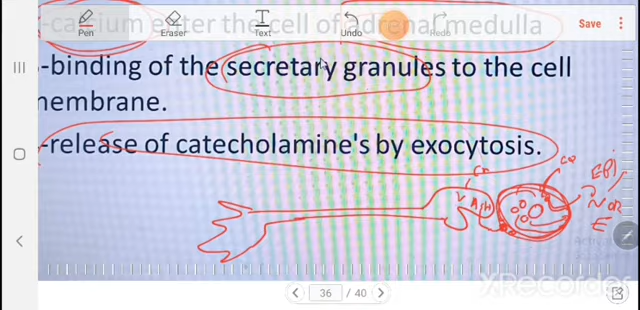 Pen
Eraser
Text
Undo
Redo
Save
-calcium enter the cell of adrenal medulla
-binding of the secretary granules to the cell
membrane.
-release of catecholamine's by exocytosis.
EPI
Nor
E
36 / 40
XRecorder